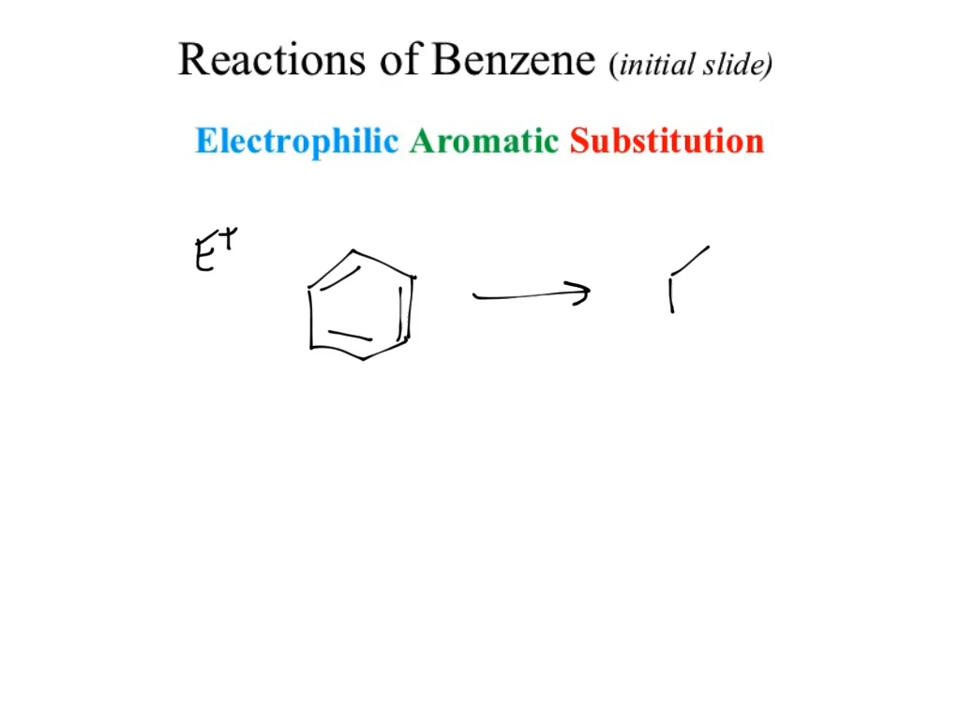 Reactions of Benzene (initial slide)
Electrophilic Aromatic Substitution
E+